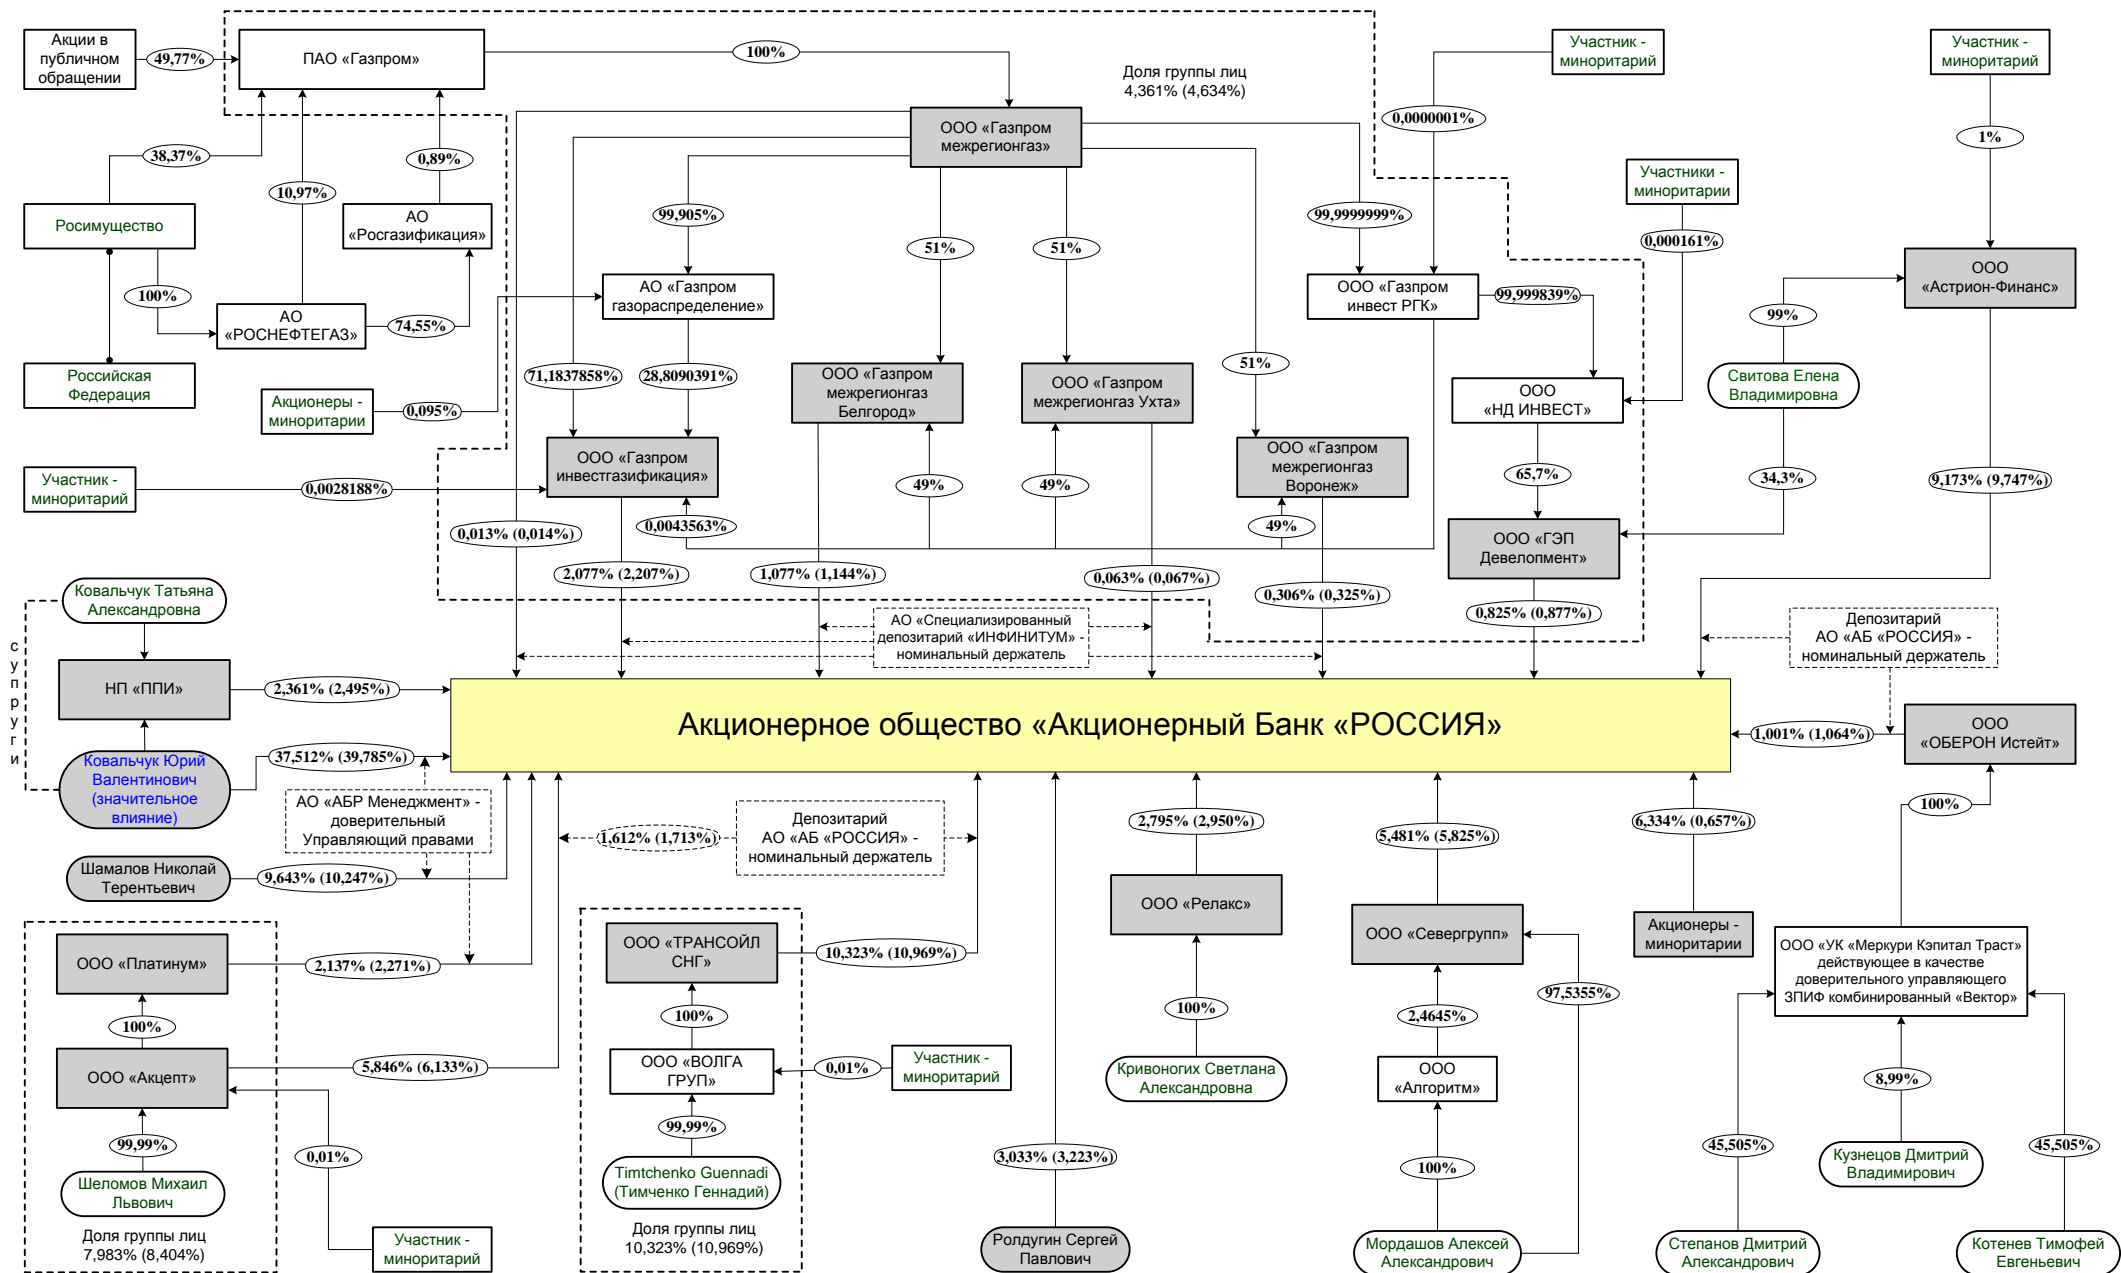 Акции в
публичном
обращении
49,77%
ПАО «Газпром»
100%
Доля группы лиц
4,361% (4,634%)
Участник -
миноритарий
Участник -
миноритарий
38,37%
10,97%
0,89%
ООО «Газпром
межрегионгаз»
0,0000001%
1%
Росимущество
АО
«Росгазификация»
99,905%
51%
51%
99,9999999%
Участники -
миноритарии
0,000161%
100%
АО
«РОСНЕФТЕГАЗ»
74,55%
АО «Газпром
газораспределение»
ООО «Газпром
инвест РГК»
99,999839%
ООО
«Астрион-Финанс»
99%
Российская
Федерация
Акционеры -
миноритарии
0,095%
71,1837858%
28,8090391%
ООО «Газпром
межрегионгаз
Белгород»
ООО «Газпром
межрегионгаз Ухта»
51%
ООО
«НД ИНВЕСТ»
Свитова Елена
Владимировна
Участник -
миноритарий
0,0028188%
ООО «Газпром
инвестгазификация»
49%
49%
ООО «Газпром
межрегионгаз
Воронеж»
65,7%
34,3%
9,173% (9,747%)
0,013% (0,014%)
0,0043563%
49%
ООО «ГЭП
Девелопмент»
2,077% (2,207%)
1,077% (1,144%)
0,063% (0,067%)
0,306% (0,325%)
0,825% (0,877%)
Ковальчук Татьяна
Александровна
супруги
АО «Специализированный
депозитарий «ИНФИНИТУМ» -
номинальный держатель
Депозитарий
АО «АБ «РОССИЯ» -
номинальный держатель
НП «ППИ»
2,361% (2,495%)
Акционерное общество «Акционерный Банк «РОССИЯ»
1,001% (1,064%)
ООО
«ОБЕРОН Истейт»
Ковальчук Юрий
Валентинович
(значительное
влияние)
37,512% (39,785%)
АО «АБР Менеджмент» -
доверительный
Управляющий правами
1,612% (1,713%)
Депозитарий
АО «АБ «РОССИЯ» -
номинальный держатель
2,795% (2,950%)
5,481% (5,825%)
6,334% (0,657%)
100%
Шамалов Николай
Терентьевич
9,643% (10,247%)
ООО «Релакс»
ООО «Платинум»
2,137% (2,271%)
ООО «ТРАНСОЙЛ
СНГ»
10,323% (10,969%)
ООО «Севергрупп»
Акционеры -
миноритарии
ООО «УК «Меркури Кэпитал Траст»
действующее в качестве
доверительного управляющего
ЗПИФ комбинированный «Вектор»
100%
100%
100%
2,4645%
97,5355%
ООО «Акцепт»
5,846% (6,133%)
ООО «ВОЛГА
ГРУП»
0,01%
Участник -
миноритарий
Кривоногих Светлана
Александровна
ООО
«Алгоритм»
8,99%
99,99%
0,01%
99,99%
3,033% (3,223%)
100%
45,505%
45,505%
Шеломов Михаил
Львович
Timtchenko Guennadi
(Тимченко Геннадий)
Кузнецов Дмитрий
Владимирович
Доля группы лиц
7,983% (8,404%)
Участник -
миноритарий
Доля группы лиц
10,323% (10,969%)
Ролдугин Сергей
Павлович
Мордашов Алексей
Александрович
Степанов Дмитрий
Александрович
Котенев Тимофей
Евгеньевич